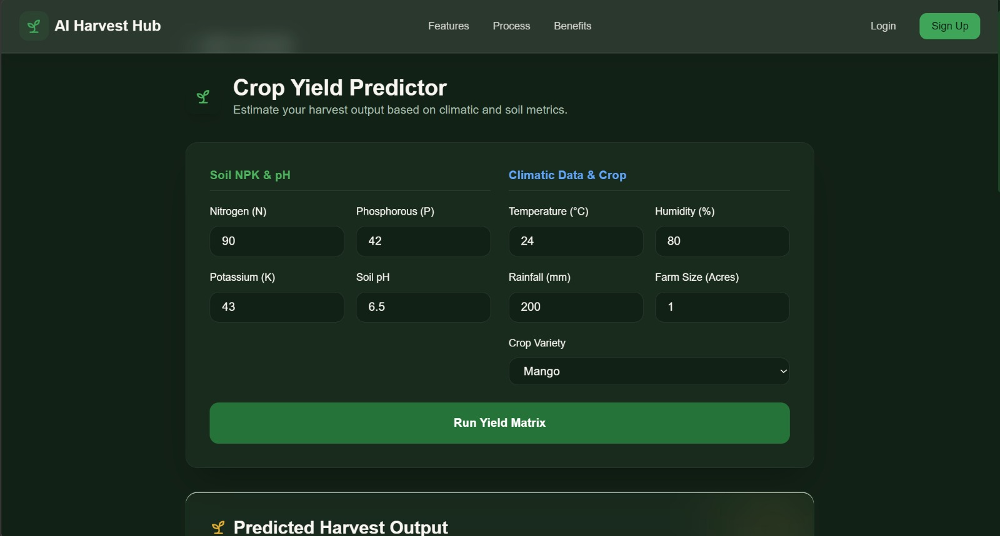 AI Harvest Hub
Features
Process
Benefits
Login
Sign Up
Crop Yield Predictor
Estimate your harvest output based on climatic and soil metrics.
Soil NPK & pH
Nitrogen (N)
Phosphorous (P)
90
42
Potassium (K)
Soil pH
43
6.5
Climatic Data & Crop
Temperature (°C)
Humidity (%)
24
80
Rainfall (mm)
Farm Size (Acres)
200
1
Crop Variety
Mango
Run Yield Matrix
Predicted Harvest Output